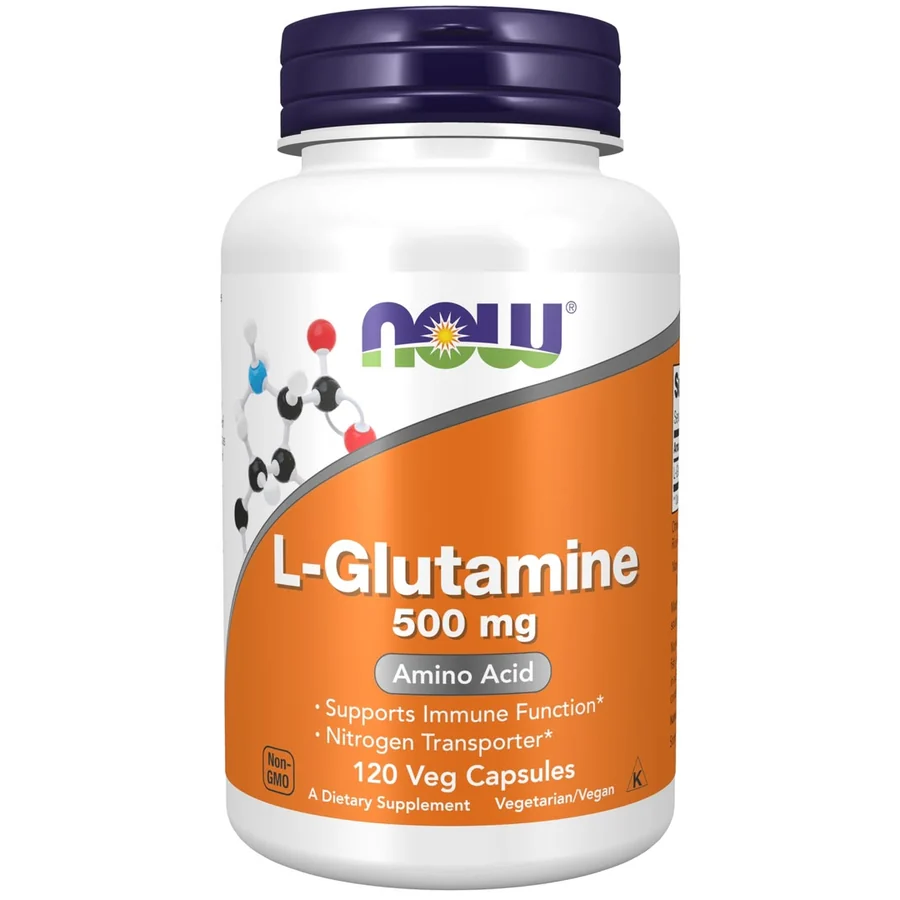 NOW®
L-Glutamine
500 mg
Amino Acid
• Supports Immune Function*
• Nitrogen Transporter*
120 Veg Capsules
Non-
GMO
A Dietary Supplement Vegetarian/Vegan
K